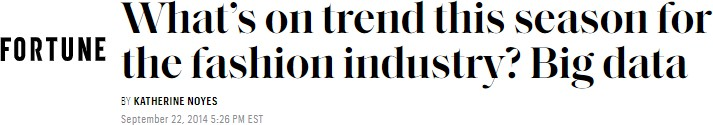 What's on trend this season for
FORTUNE
the fashion industry? Big data
BY KATHERINE NOYES
September 22, 2014 5:26 PM EST